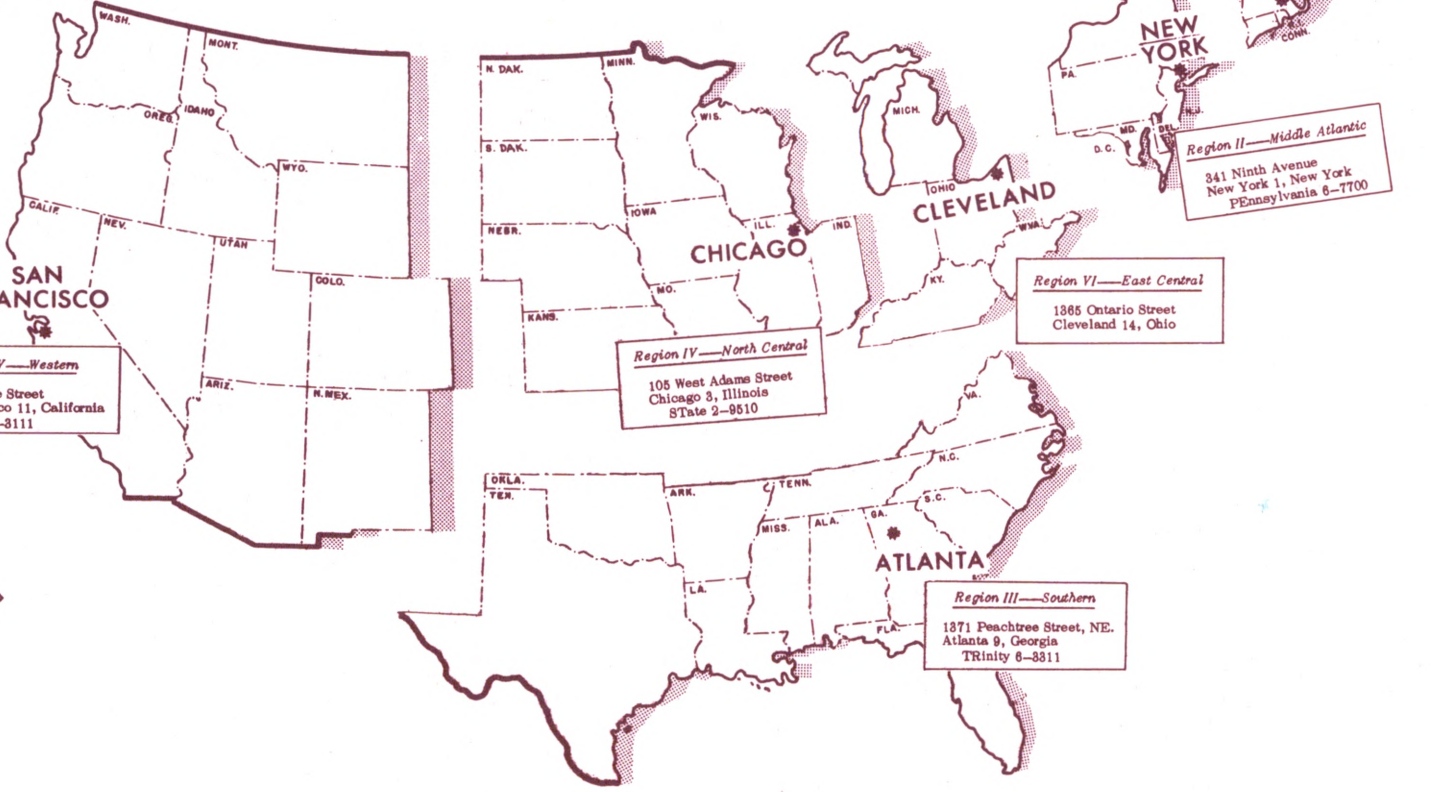 WASH.
MONT.
OREG.
IDAHO
WYO.
CALIF.
NEV.
UTAH
COLO.
ARIZ.
N. MEX.
SAN
ANCISCO
V—Western
Street
co 11, California
-3111
N. DAK.
MINN.
S. DAK.
WIS.
IOWA
NEBR.
ILL.
IND.
CHICAGO
MO.
KANS.
Region IV—North Central
105 West Adams Street
Chicago 3, Illinois
STate 2-9510
MICH.
OHIO
CLEVELAND
W.VA.
KY.
Region VI—East Central
1365 Ontario Street
Cleveland 14, Ohio
NEW
YORK
R.I.
CONN.
PA.
N.J.
MD.
DEL.
D.C.
Region II—Middle Atlantic
341 Ninth Avenue
New York 1, New York
PEnnsylvania 6-7700
VA.
N.C.
OKLA.
TEX.
ARK.
TENN.
S.C.
MISS.
ALA.
GA.
ATLANTA
LA.
FLA.
Region III—Southern
1371 Peachtree Street, NE.
Atlanta 9, Georgia
TRinity 6-3311